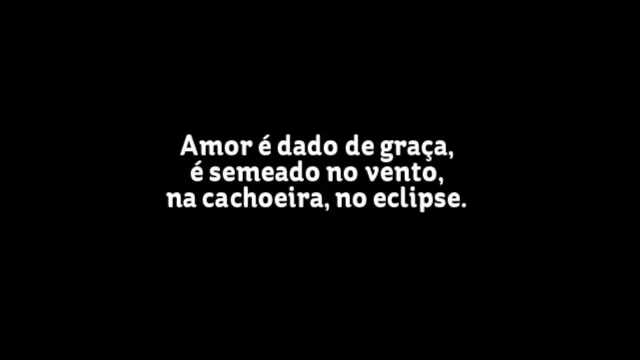 Amor é dado de graça,
é semeado no vento,
na cachoeira, no eclipse.